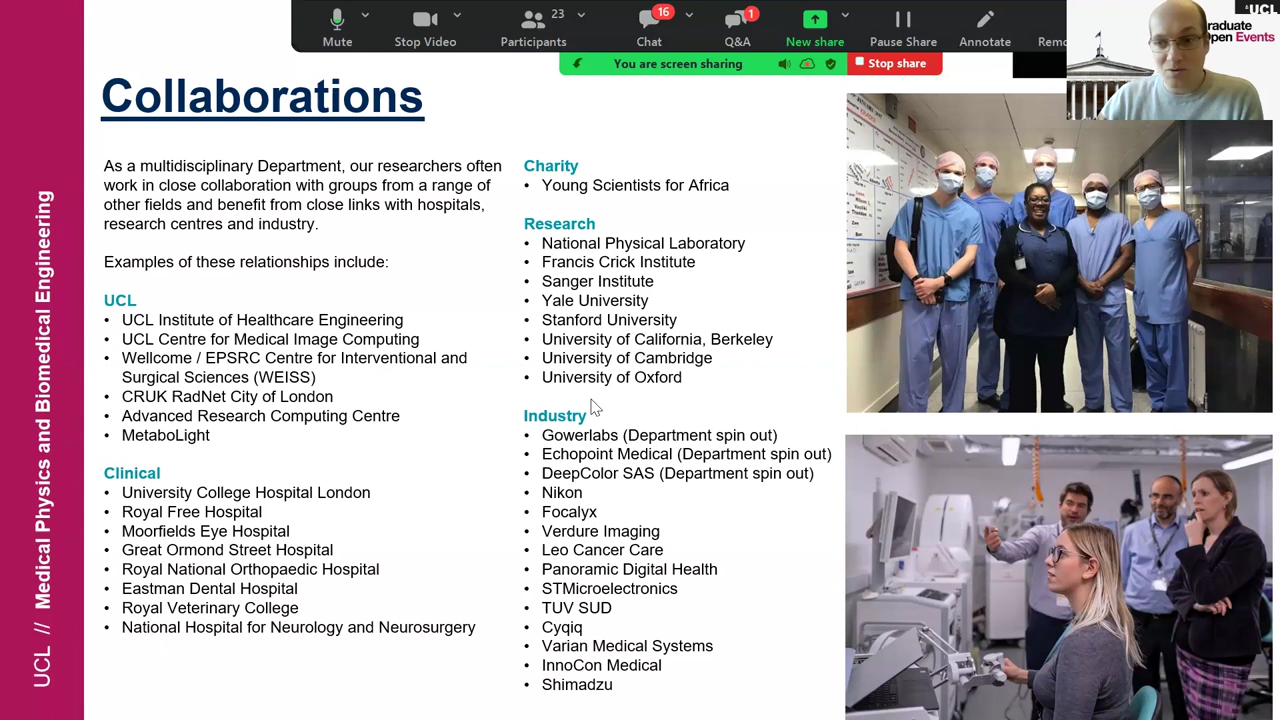 16
1
23
Mute
Stop Video
Participants
Chat
Q&A
New share
Pause Share
Annotate
You are screen sharing
Stop share
UCL
Graduate
Open Events
Collaborations
As a multidisciplinary Department, our researchers often
work in close collaboration with groups from a range of
other fields and benefit from close links with hospitals,
research centres and industry.
Examples of these relationships include:
UCL
• UCL Institute of Healthcare Engineering
• UCL Centre for Medical Image Computing
• Wellcome / EPSRC Centre for Interventional and
Surgical Sciences (WEISS)
• CRUK RadNet City of London
• Advanced Research Computing Centre
• MetaboLight
Clinical
• University College Hospital London
• Royal Free Hospital
• Moorfields Eye Hospital
• Great Ormond Street Hospital
• Royal National Orthopaedic Hospital
• Eastman Dental Hospital
• Royal Veterinary College
• National Hospital for Neurology and Neurosurgery
Charity
• Young Scientists for Africa
Research
• National Physical Laboratory
• Francis Crick Institute
• Sanger Institute
• Yale University
• Stanford University
• University of California, Berkeley
• University of Cambridge
• University of Oxford
Industry
• Gowerlabs (Department spin out)
• Echopoint Medical (Department spin out)
• DeepColor SAS (Department spin out)
• Nikon
• Focalyx
• Verdure Imaging
• Leo Cancer Care
• Panoramic Digital Health
• STMicroelectronics
• TUV SUD
• Cyqiq
• Varian Medical Systems
• InnoCon Medical
• Shimadzu
UCL // Medical Physics and Biomedical Engineering